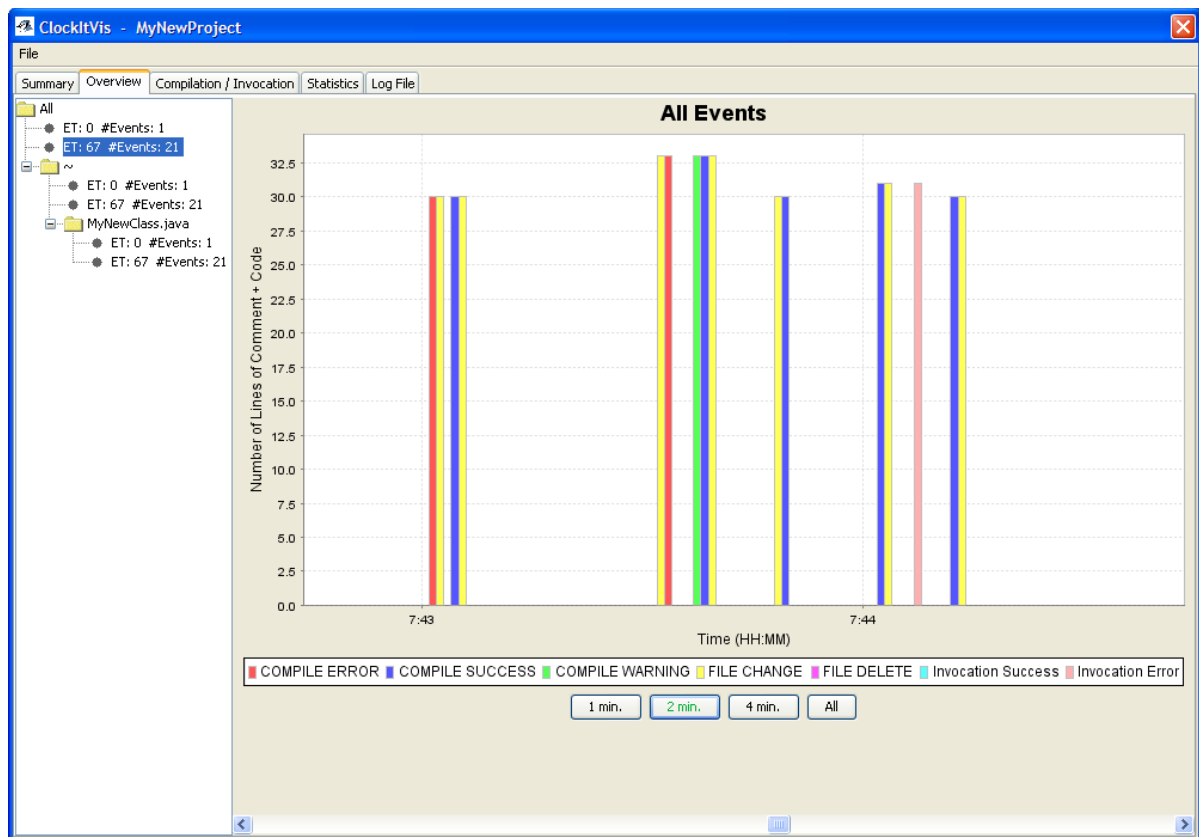 ClockItVis - MyNewProject
File
Summary Overview Compilation / Invocation Statistics Log File
All
ET: 0 #Events: 1
ET: 67 #Events: 21
~
ET: 0 #Events: 1
ET: 67 #Events: 21
MyNewClass.java
ET: 0 #Events: 1
ET: 67 #Events: 21
All Events
Number of Lines of Comment + Code
32.5
30.0
27.5
25.0
22.5
20.0
17.5
15.0
12.5
10.0
7.5
5.0
2.5
0.0
7:43 7:44
Time (HH:MM)
COMPILE ERROR COMPILE SUCCESS COMPILE WARNING FILE CHANGE FILE DELETE Invocation Success Invocation Error
1 min. 2 min. 4 min. All